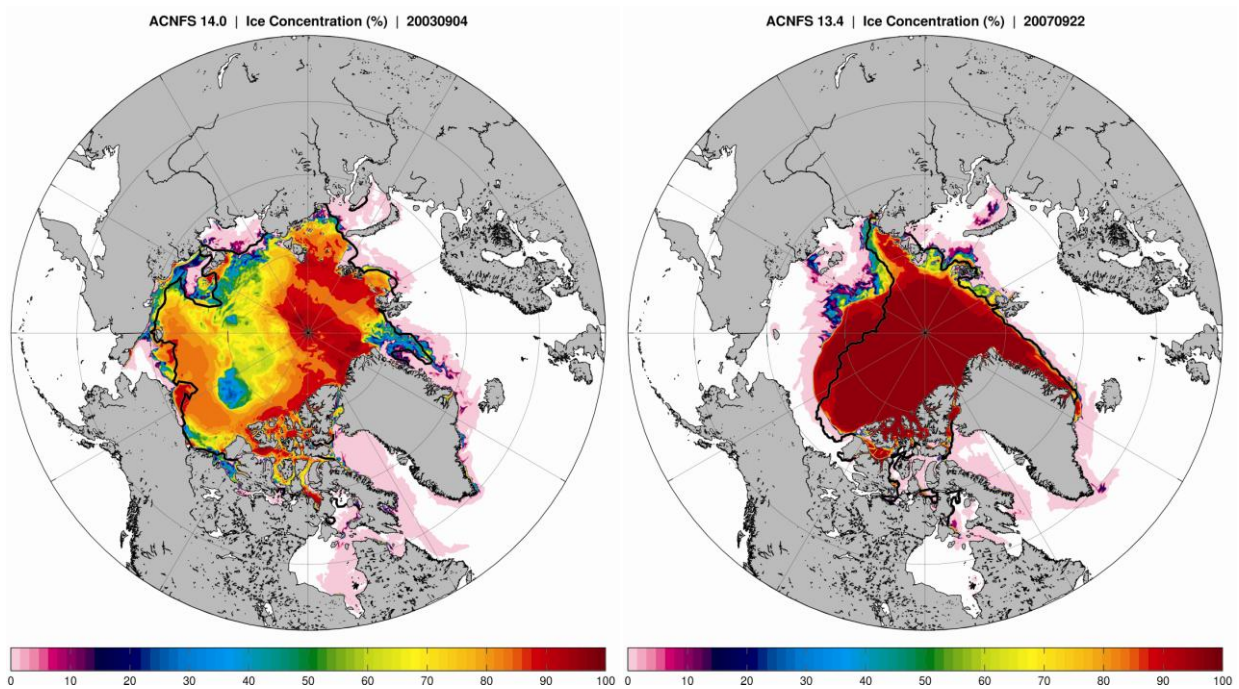 ACNFS 14.0 | Ice Concentration (%) | 20030904
0 10 20 30 40 50 60 70 80 90 100
ACNFS 13.4 | Ice Concentration (%) | 20070922
0 10 20 30 40 50 60 70 80 90 100